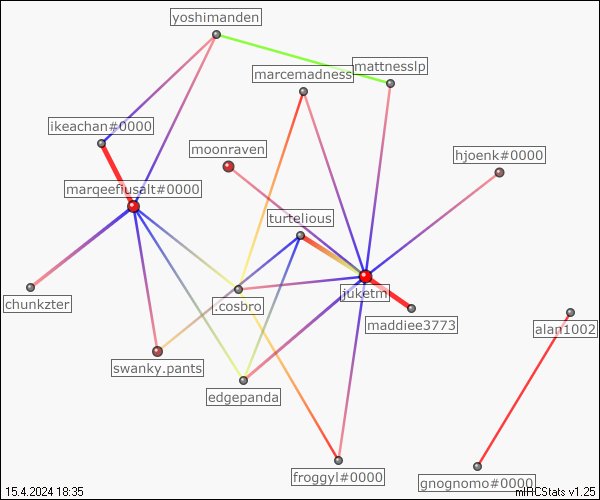 yoshimanden
mattnesslp
marcemadness
ikeachan#0000
moonraven
hjoenk#0000
marqeefiusalt#0000
turtelious
chunkzter
.cosbro
juketm
maddiee3773
alan1002
swanky.pants
edgepanda
froggyl#0000
gnognomo#0000
15.4.2024 18:35
mIRCStats v1.25